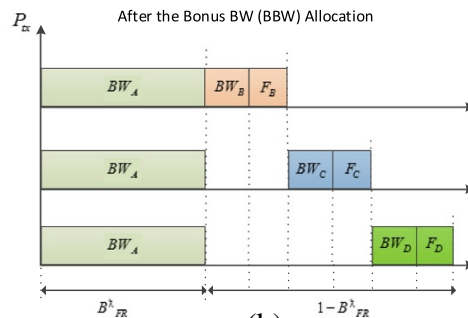 After the Bonus BW (BBW) Allocation
P_tx
BW_A BW_B F_B
BW_A BW_C F_C
BW_A BW_D F_D
B^λ_FR 1-B^λ_FR